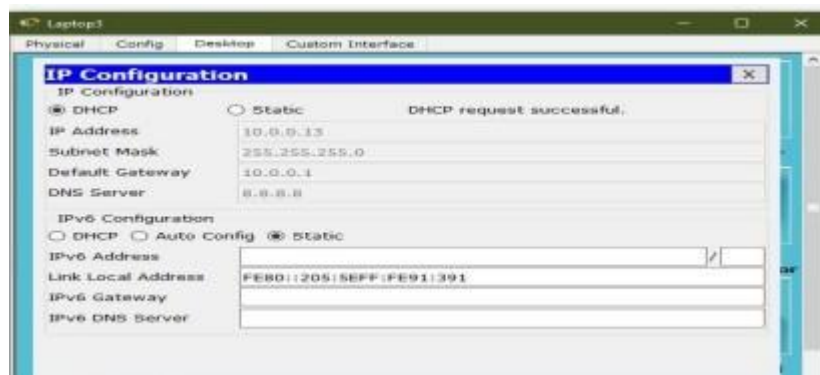 Laptop3
Physical Config Desktop Custom Interface
IP Configuration
IP Configuration
DHCP Static DHCP request successful.
IP Address 10.0.0.13
Subnet Mask 255.255.255.0
Default Gateway 10.0.0.1
DNS Server 8.8.8.8
IPv6 Configuration
DHCP Auto Config Static
IPv6 Address /
Link Local Address FE80::205:5EFF:FE91:391
IPv6 Gateway
IPv6 DNS Server